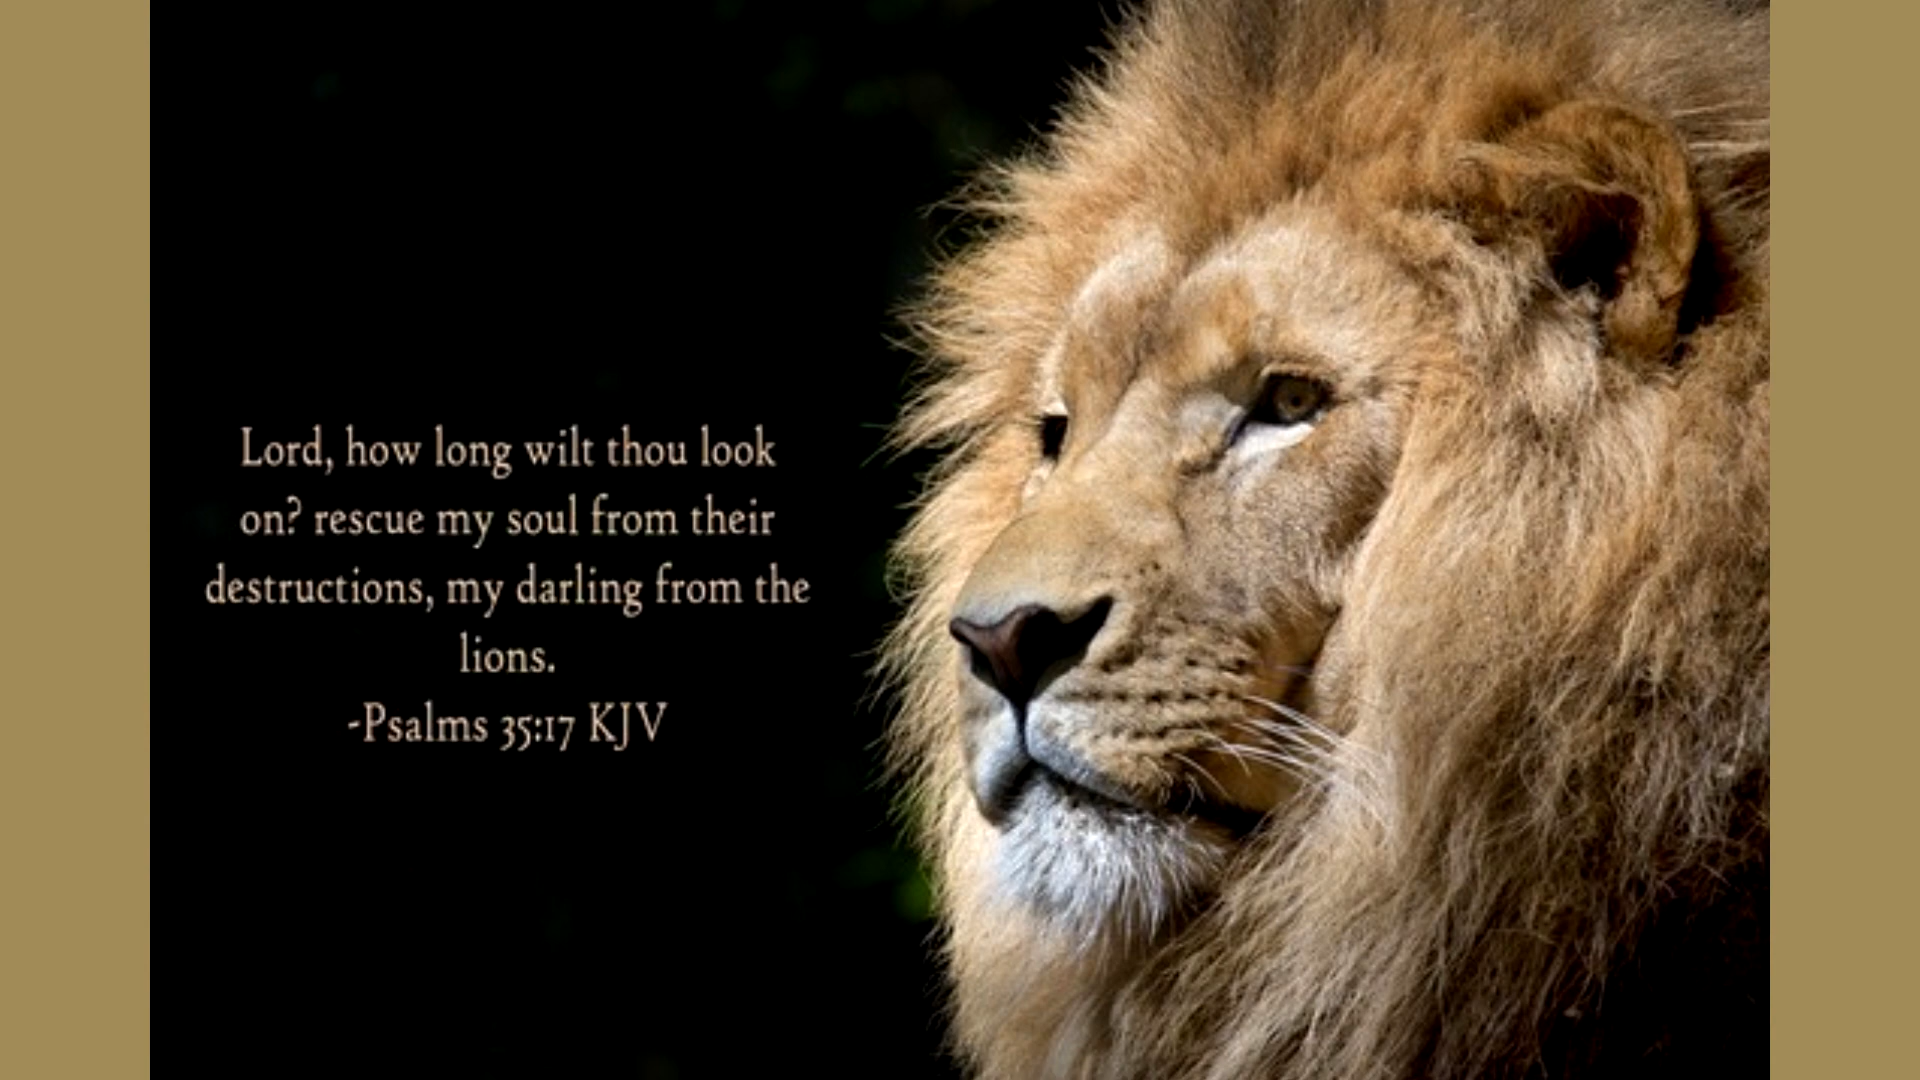 Lord, how long wilt thou look
on? rescue my soul from their
destructions, my darling from the
lions.
-Psalms 35:17 KJV